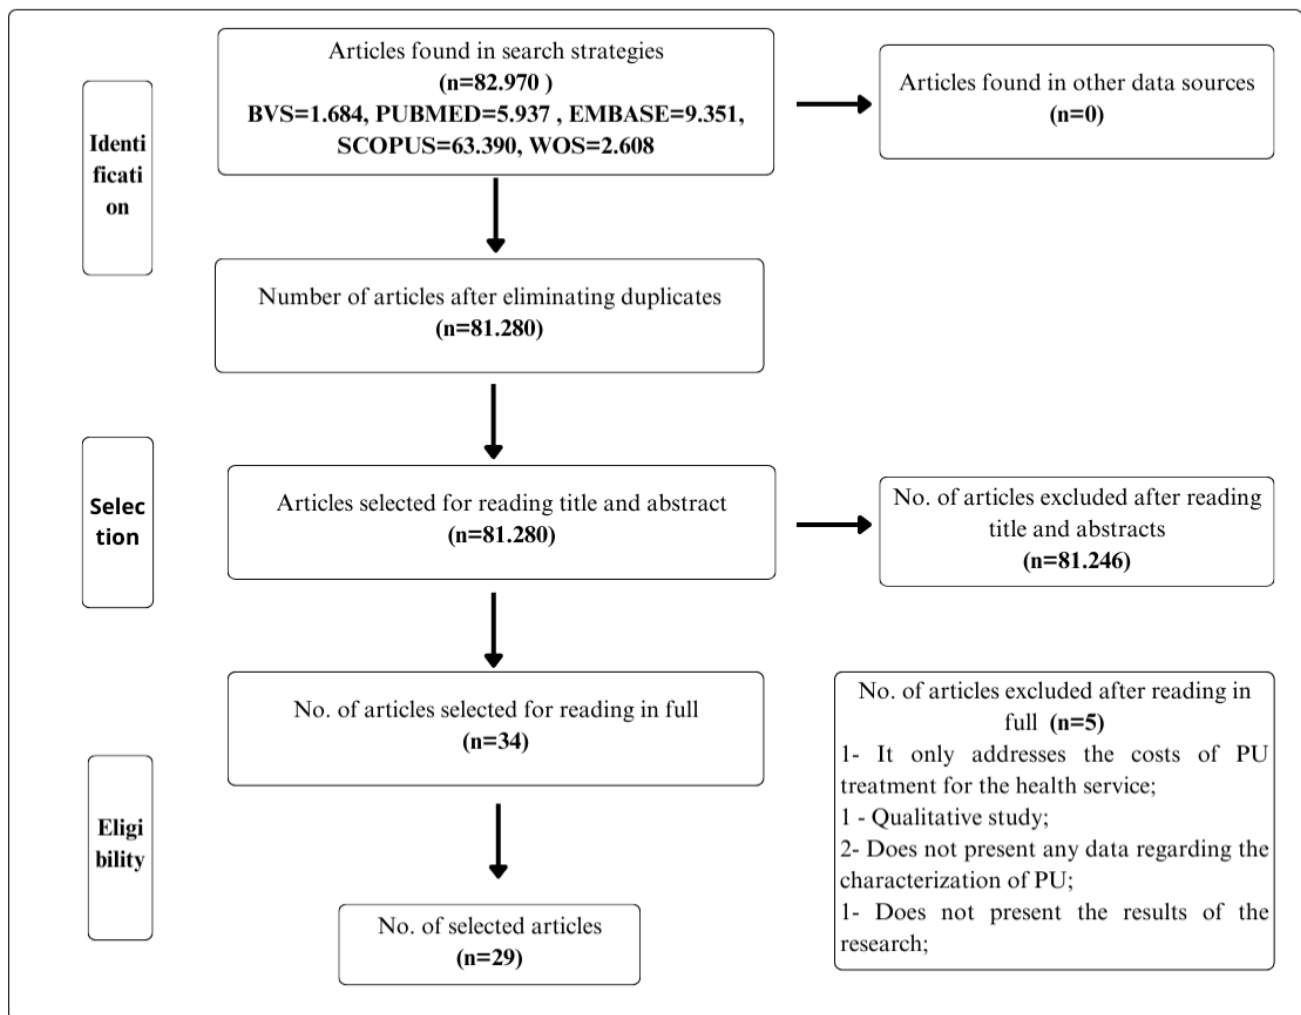 Articles found in search strategies
(n=82.970 )
BVS=1.684, PUBMED=5.937 , EMBASE=9.351,
SCOPUS=63.390, WOS=2.608
Articles found in other data sources
(n=0)
Identi
ficati
on
Number of articles after eliminating duplicates
(n=81.280)
Selec
tion
Articles selected for reading title and abstract
(n=81.280)
No. of articles excluded after reading
title and abstracts
(n=81.246)
No. of articles selected for reading in full
(n=34)
No. of articles excluded after reading in
full (n=5)
1- It only addresses the costs of PU
treatment for the health service;
1 - Qualitative study;
2- Does not present any data regarding the
characterization of PU;
1- Does not present the results of the
research;
Eligi
bility
No. of selected articles
(n=29)